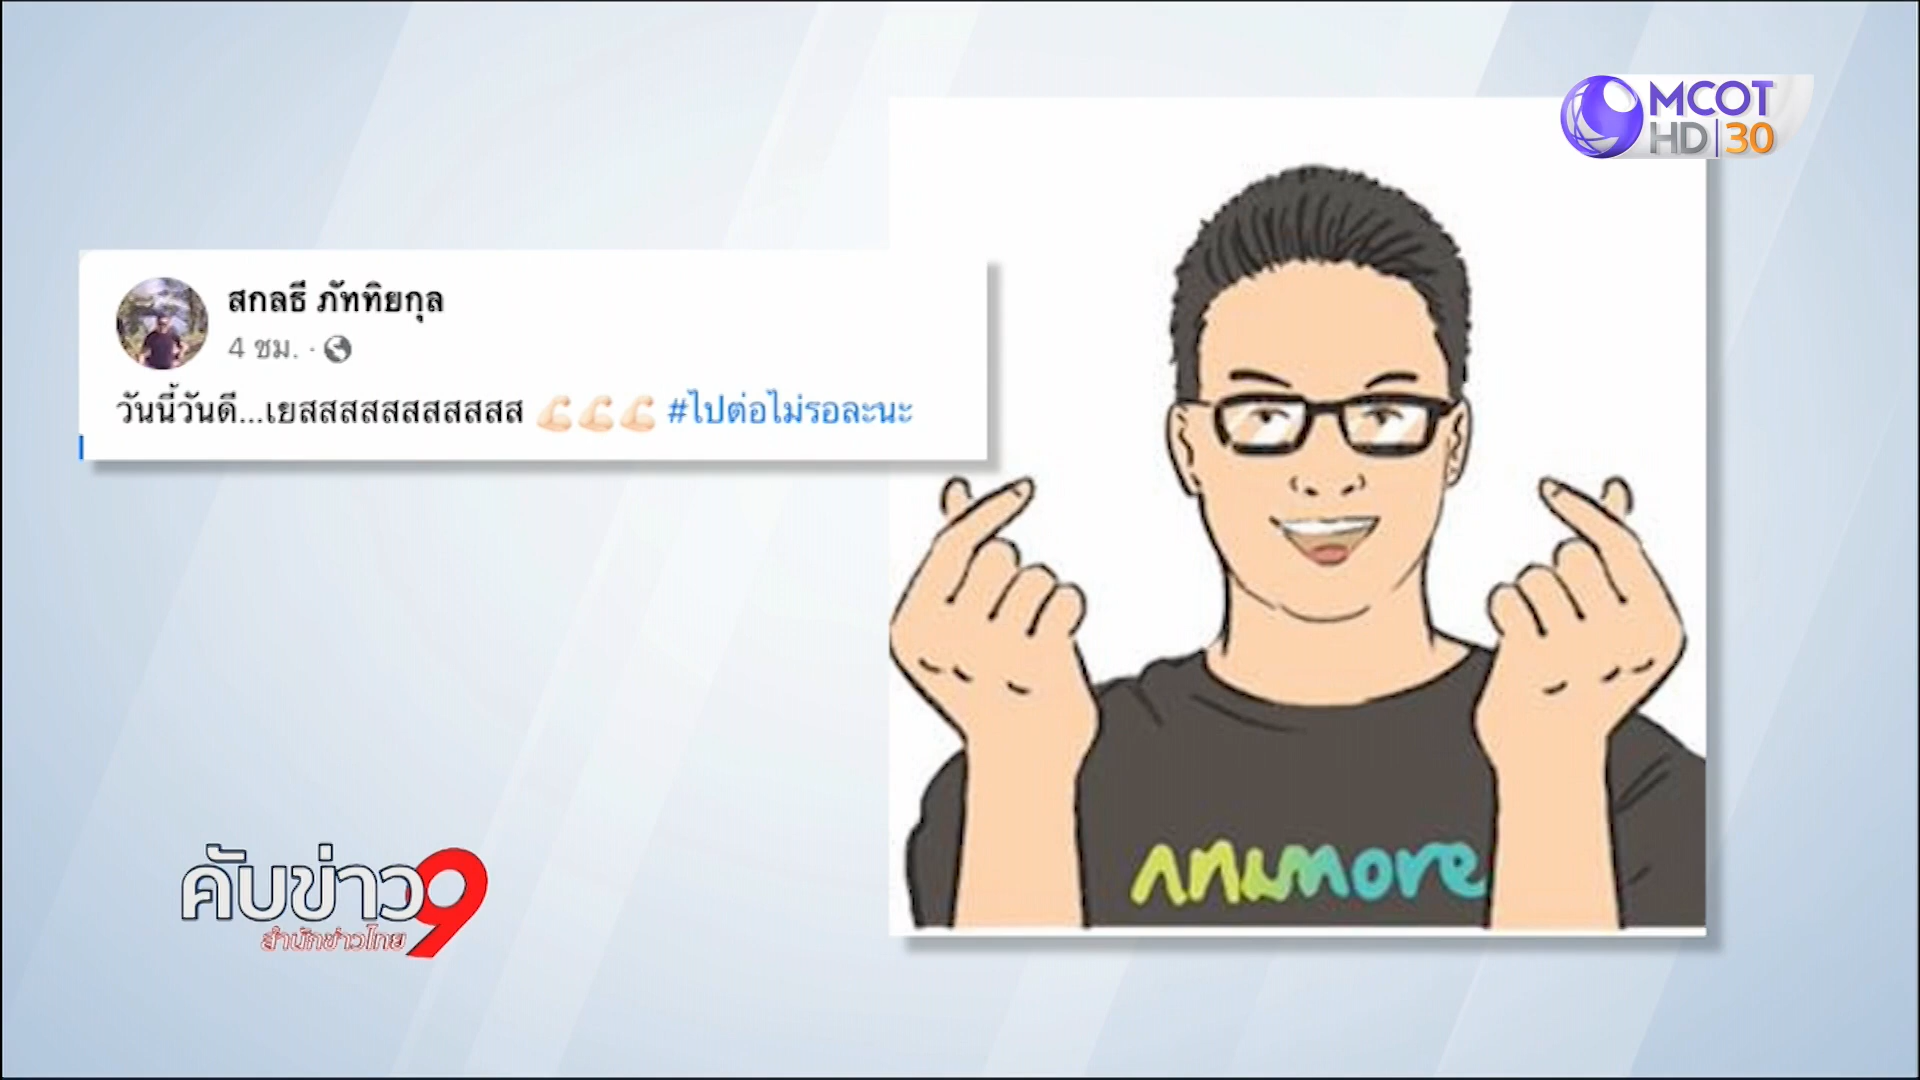 MCOT
HD 30
สกลธี ภัททิยกุล
4 ชม. ·
วันนี้วันดี...เยสสสสสสสสสสสส 💪🏻💪🏻💪🏻 #ไปต่อไม่รอละนะ
คับข่าว9
สำนักข่าวไทย